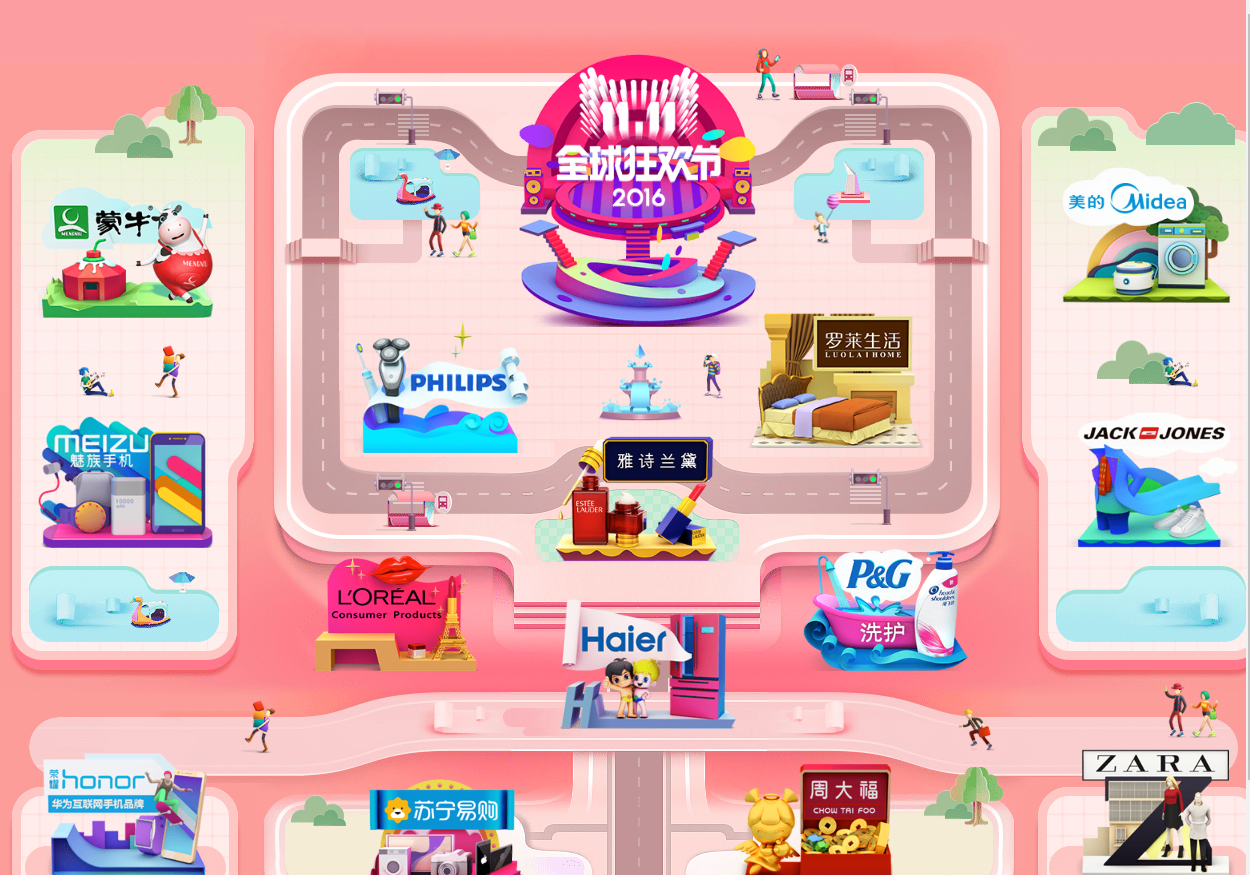 11.11
全球狂欢节
2016
蒙牛
MENGNIU
MENGNIU
美的 Midea
PHILIPS
罗莱生活
LUOLAI HOME
MEIZU
魅族手机
10000
mAh
JACK JONES
雅诗兰黛
ESTĒE
LAUDER
L'ORÉAL
Consumer Products
P&G
洗护
head &
shoulders
Haier
荣耀 honor
华为互联网手机品牌
苏宁易购
周大福
CHOW TAI FOO
ZARA